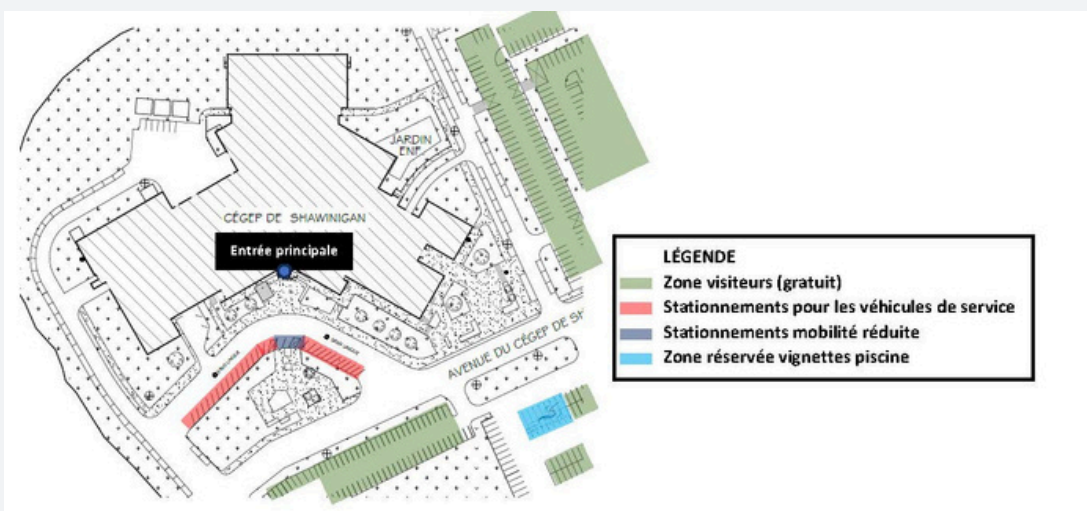 JARDIN
ENF
CÉGEP DE SHAWINIGAN
Entrée principale
AVENUE DU CÉGEP DE SH
LÉGENDE
Zone visiteurs (gratuit)
Stationnements pour les véhicules de service
Stationnements mobilité réduite
Zone réservée vignettes piscine